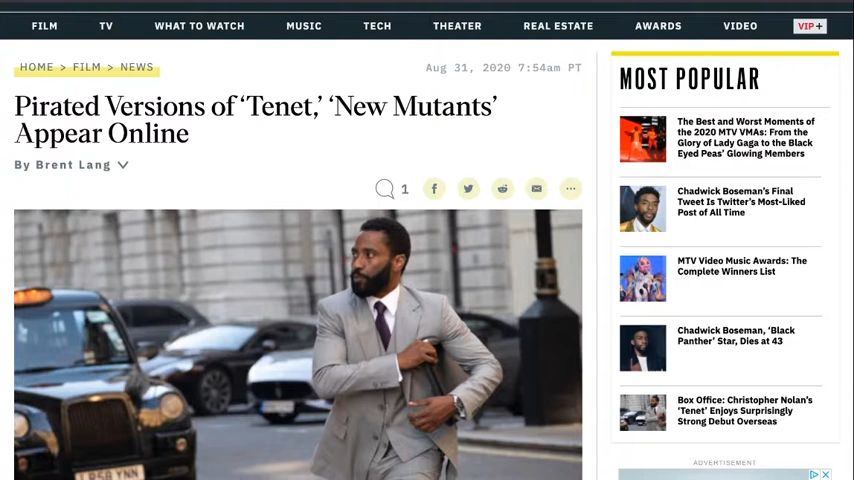 FILM TV WHAT TO WATCH MUSIC TECH THEATER REAL ESTATE AWARDS VIDEO VIP+
HOME > FILM > NEWS
Aug 31, 2020 7:54am PT
Pirated Versions of ‘Tenet,’ ‘New Mutants’
Appear Online
By Brent Lang
1
MOST POPULAR
The Best and Worst Moments of
the 2020 MTV VMAs: From the
Glory of Lady Gaga to the Black
Eyed Peas’ Glowing Members
Chadwick Boseman’s Final
Tweet Is Twitter’s Most-Liked
Post of All Time
MTV Video Music Awards: The
Complete Winners List
Chadwick Boseman, ‘Black
Panther’ Star, Dies at 43
Box Office: Christopher Nolan’s
‘Tenet’ Enjoys Surprisingly
Strong Debut Overseas
ADVERTISEMENT